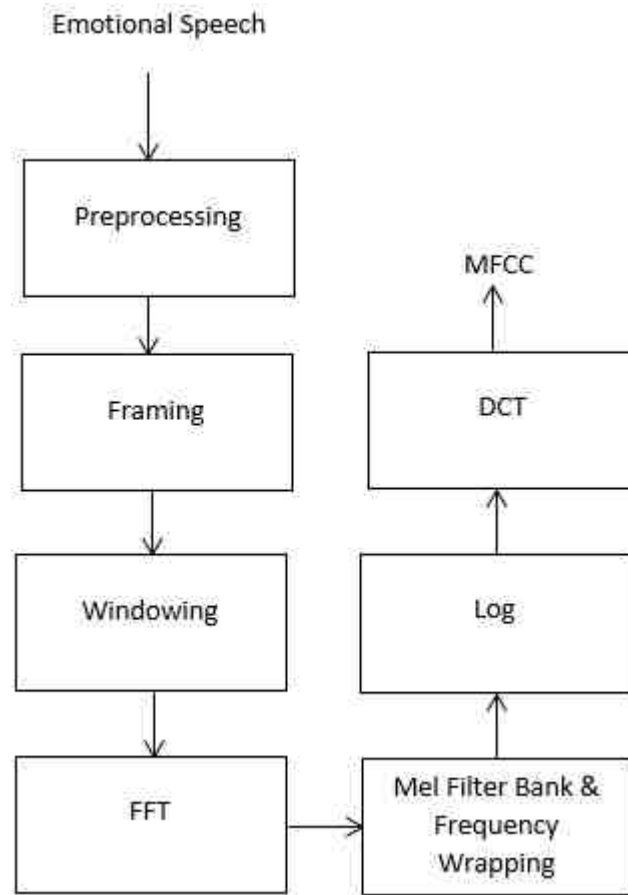 Emotional Speech
Preprocessing
Framing
Windowing
FFT
Mel Filter Bank &
Frequency
Wrapping
Log
DCT
MFCC